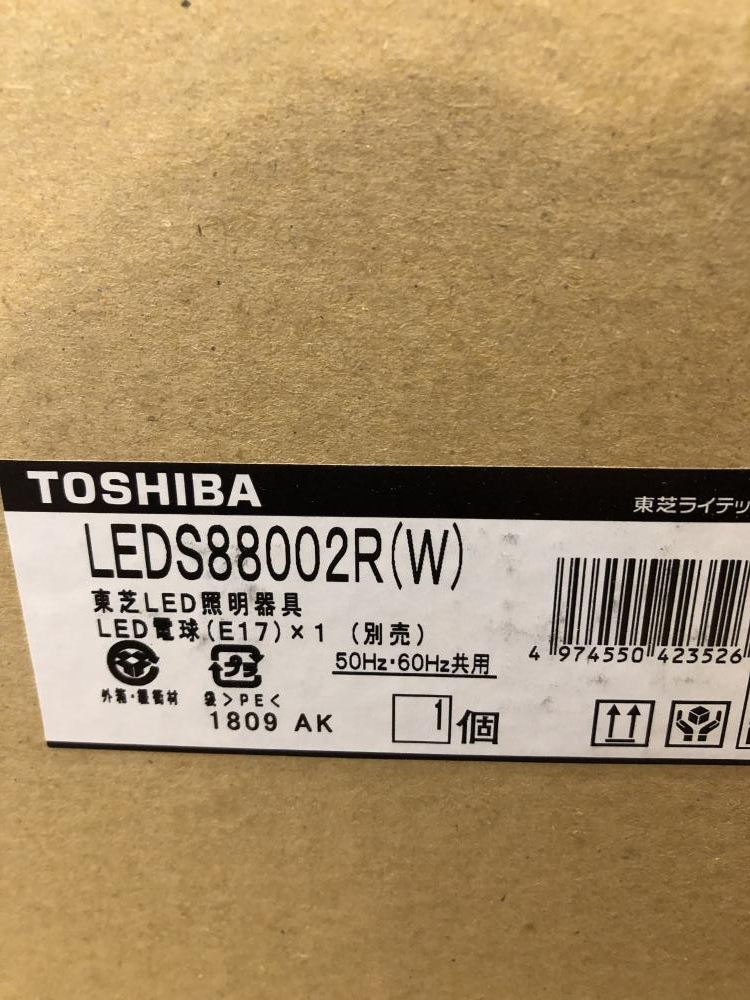 TOSHIBA
東芝ライテッ
LEDS88002R(W)
東芝LED照明器具
LED電球(E17)×1 (別売)
50Hz・60Hz共用
4 974550 423526
外箱・緩衝材
プラ
袋>PE<
1809 AK
1個